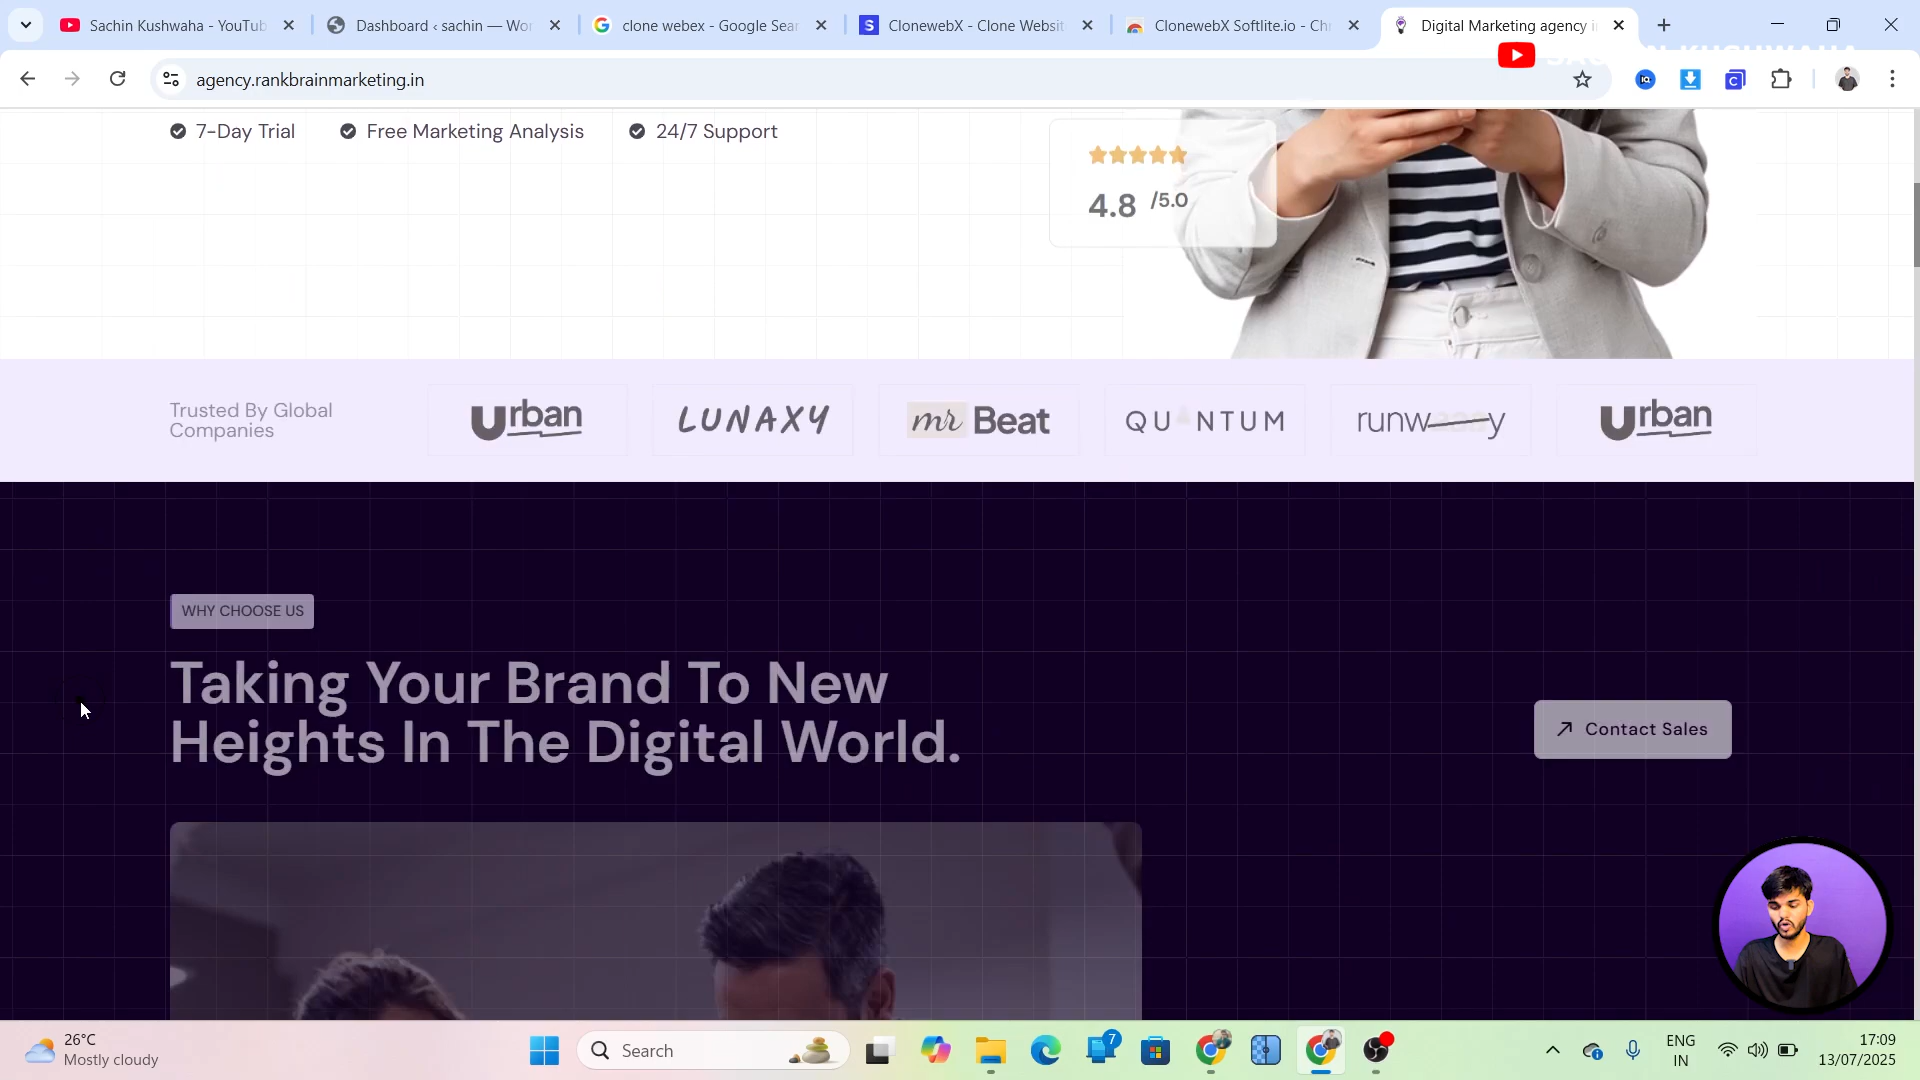 Sachin Kushwaha - YouTub
Dashboard ‹ sachin — Wor
clone webex - Google Sear
ClonewebX - Clone Websit
ClonewebX Softlite.io - Chr
Digital Marketing agency i
agency.rankbrainmarketing.in
7-Day Trial
Free Marketing Analysis
24/7 Support
4.8 /5.0
Trusted By Global
Companies
Urban
LUNAXY
mr Beat
QUANTUM
Urban
WHY CHOOSE US
Taking Your Brand To New
Heights In The Digital World.
Contact Sales
26°C
Mostly cloudy
Search
7
ENG
IN
17:09
13/07/2025